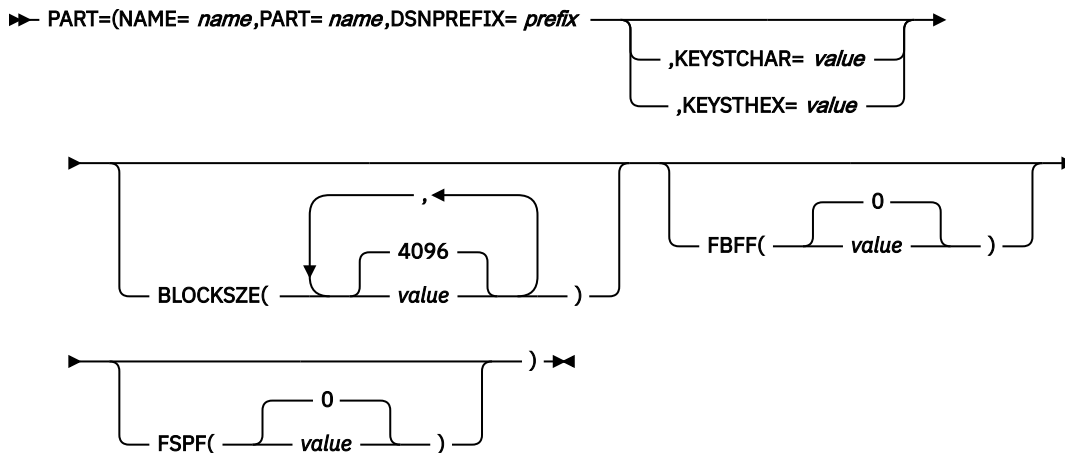 PART=(NAME= name,PART= name,DSNPREFIX= prefix
,KEYSTCHAR= value
,KEYSTHEX= value
,
4096
BLOCKSZE( value )
0
FBFF( value )
)
0
FSPF( value )